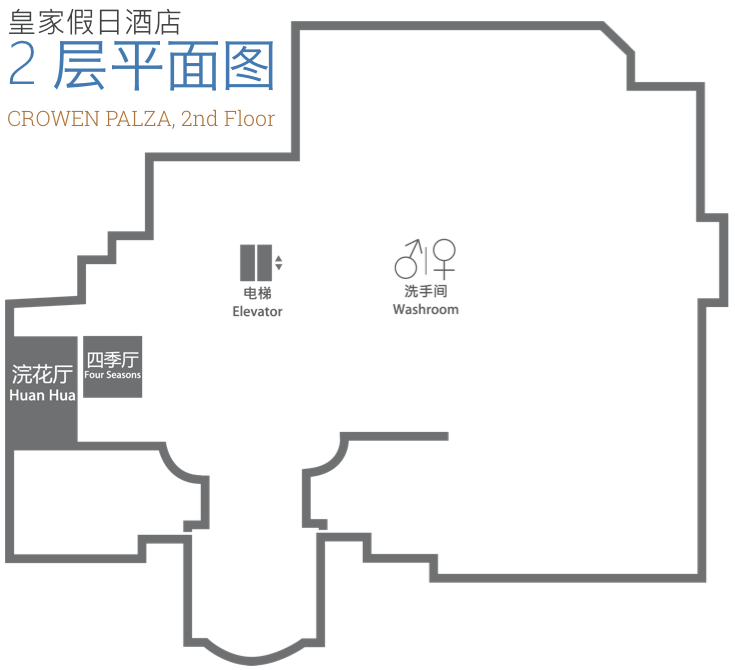 皇家假日酒店
2 层平面图
CROWEN PALZA, 2nd Floor
电梯
Elevator
洗手间
Washroom
四季厅
Four Seasons
浣花厅
Huan Hua